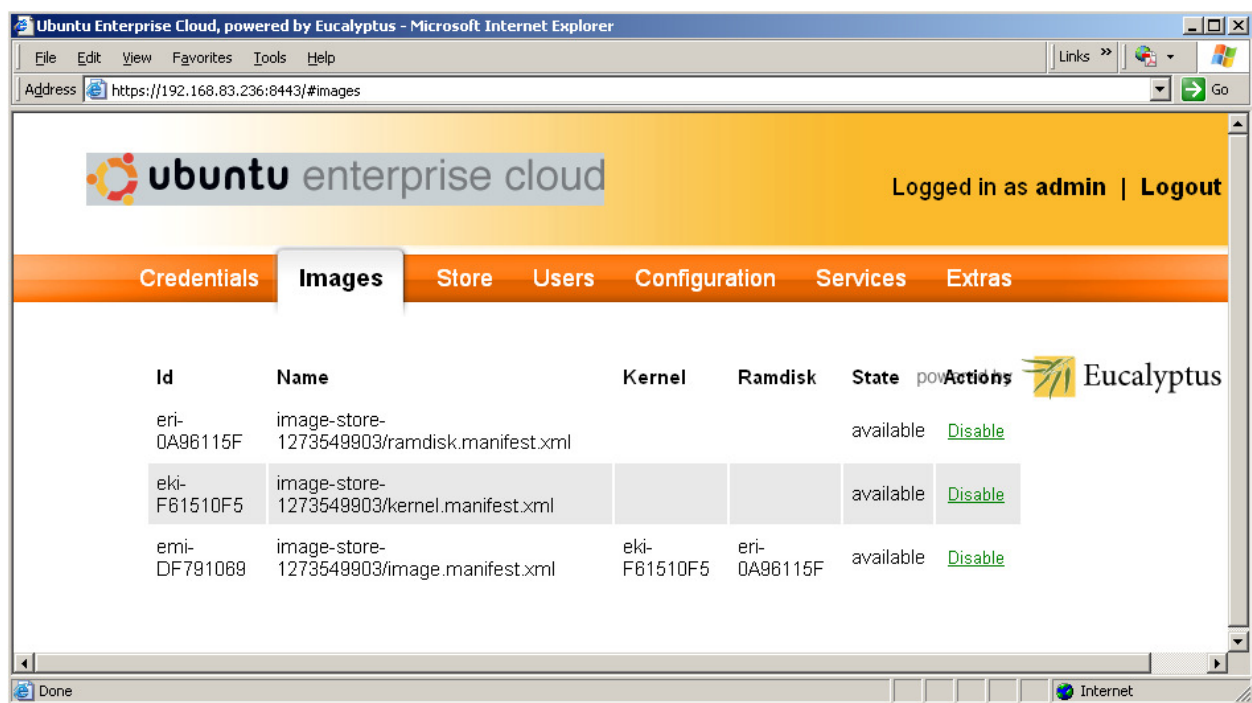 Ubuntu Enterprise Cloud, powered by Eucalyptus - Microsoft Internet Explorer
File Edit View Favorites Tools Help Links »
Address https://192.168.83.236:8443/#images Go
ubuntu enterprise cloud
Logged in as admin | Logout
Credentials Images Store Users Configuration Services Extras
Id Name Kernel Ramdisk State powered by Actions Eucalyptus
eri- image-store-
0A96115F 1273549903/ramdisk.manifest.xml available Disable
eki- image-store-
F61510F5 1273549903/kernel.manifest.xml available Disable
emi- image-store- eki- eri-
DF791069 1273549903/image.manifest.xml F61510F5 0A96115F available Disable
Done Internet